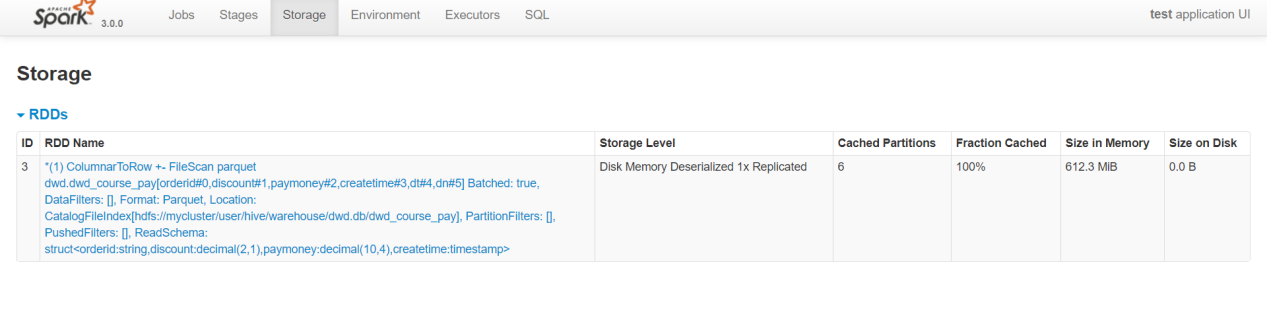 APACHE Spark 3.0.0 Jobs Stages Storage Environment Executors SQL test application UI
Storage
RDDs
ID RDD Name Storage Level Cached Partitions Fraction Cached Size in Memory Size on Disk
3 *(1) ColumnarToRow +- FileScan parquet Disk Memory Deserialized 1x Replicated 6 100% 612.3 MiB 0.0 B
dwd.dwd_course_pay[orderid#0,discount#1,paymoney#2,createtime#3,dt#4,dn#5] Batched: true,
DataFilters: [], Format: Parquet, Location:
CatalogFileIndex[hdfs://mycluster/user/hive/warehouse/dwd.db/dwd_course_pay], PartitionFilters: [],
PushedFilters: [], ReadSchema:
struct<orderid:string,discount:decimal(2,1),paymoney:decimal(10,4),createtime:timestamp>